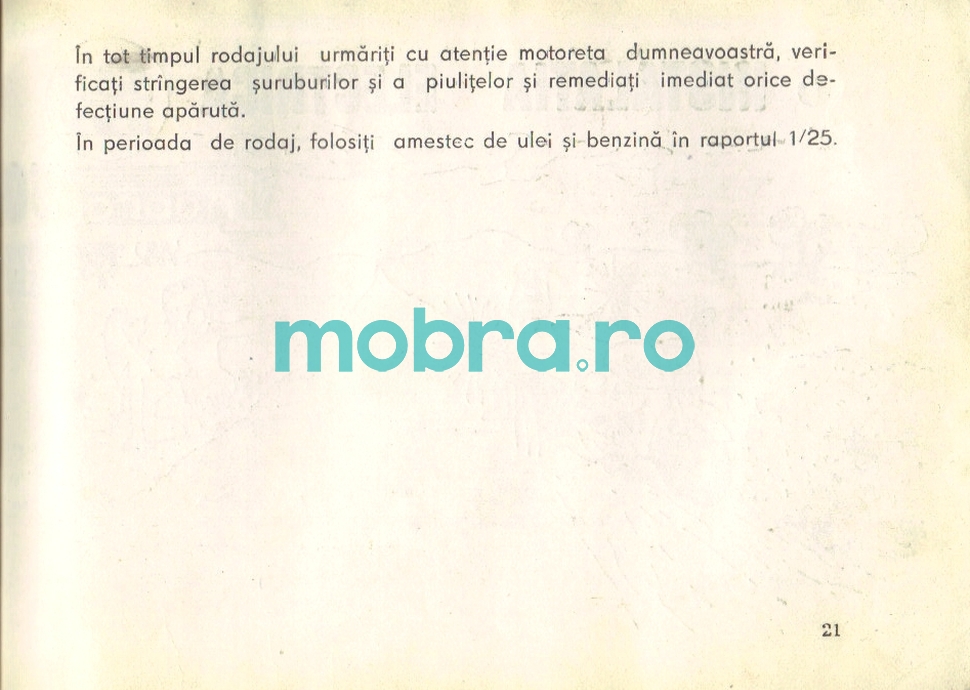 În tot timpul rodajului urmăriți cu atenție motoreta dumneavoastră, veri-
ficați strîngerea șuruburilor și a piulițelor și remediați imediat orice de-
fecțiune apărută.
În perioada de rodaj, folosiți amestec de ulei și benzină în raportul 1/25.
mobra.ro
21